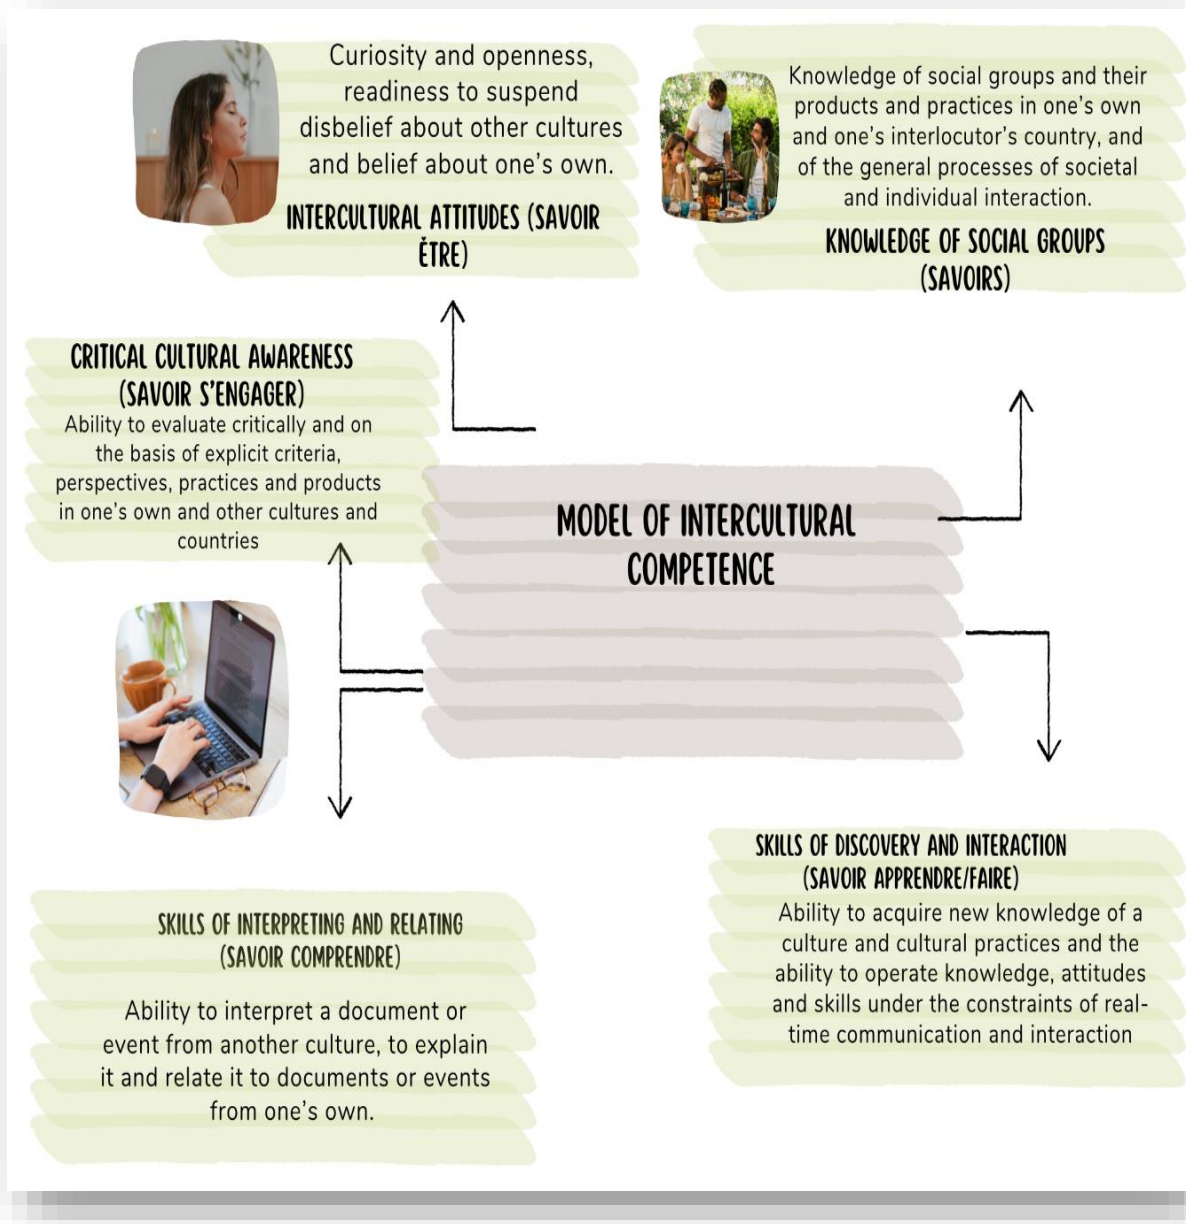 Curiosity and openness,
readiness to suspend
disbelief about other cultures
and belief about one's own.
INTERCULTURAL ATTITUDES (SAVOIR
ĚTRE)
Knowledge of social groups and their
products and practices in one's own
and one's interlocutor's country, and
of the general processes of societal
and individual interaction.
KNOWLEDGE OF SOCIAL GROUPS
(SAVOIRS)
CRITICAL CULTURAL AWARENESS
(SAVOIR S'ENGAGER)
Ability to evaluate critically and on
the basis of explicit criteria,
perspectives, practices and products
in one's own and other cultures and
countries
MODEL OF INTERCULTURAL
COMPETENCE
SKILLS OF DISCOVERY AND INTERACTION
(SAVOIR APPRENDRE/FAIRE)
Ability to acquire new knowledge of a
culture and cultural practices and the
ability to operate knowledge, attitudes
and skills under the constraints of real-
time communication and interaction
SKILLS OF INTERPRETING AND RELATING
(SAVOIR COMPRENDRE)
Ability to interpret a document or
event from another culture, to explain
it and relate it to documents or events
from one's own.